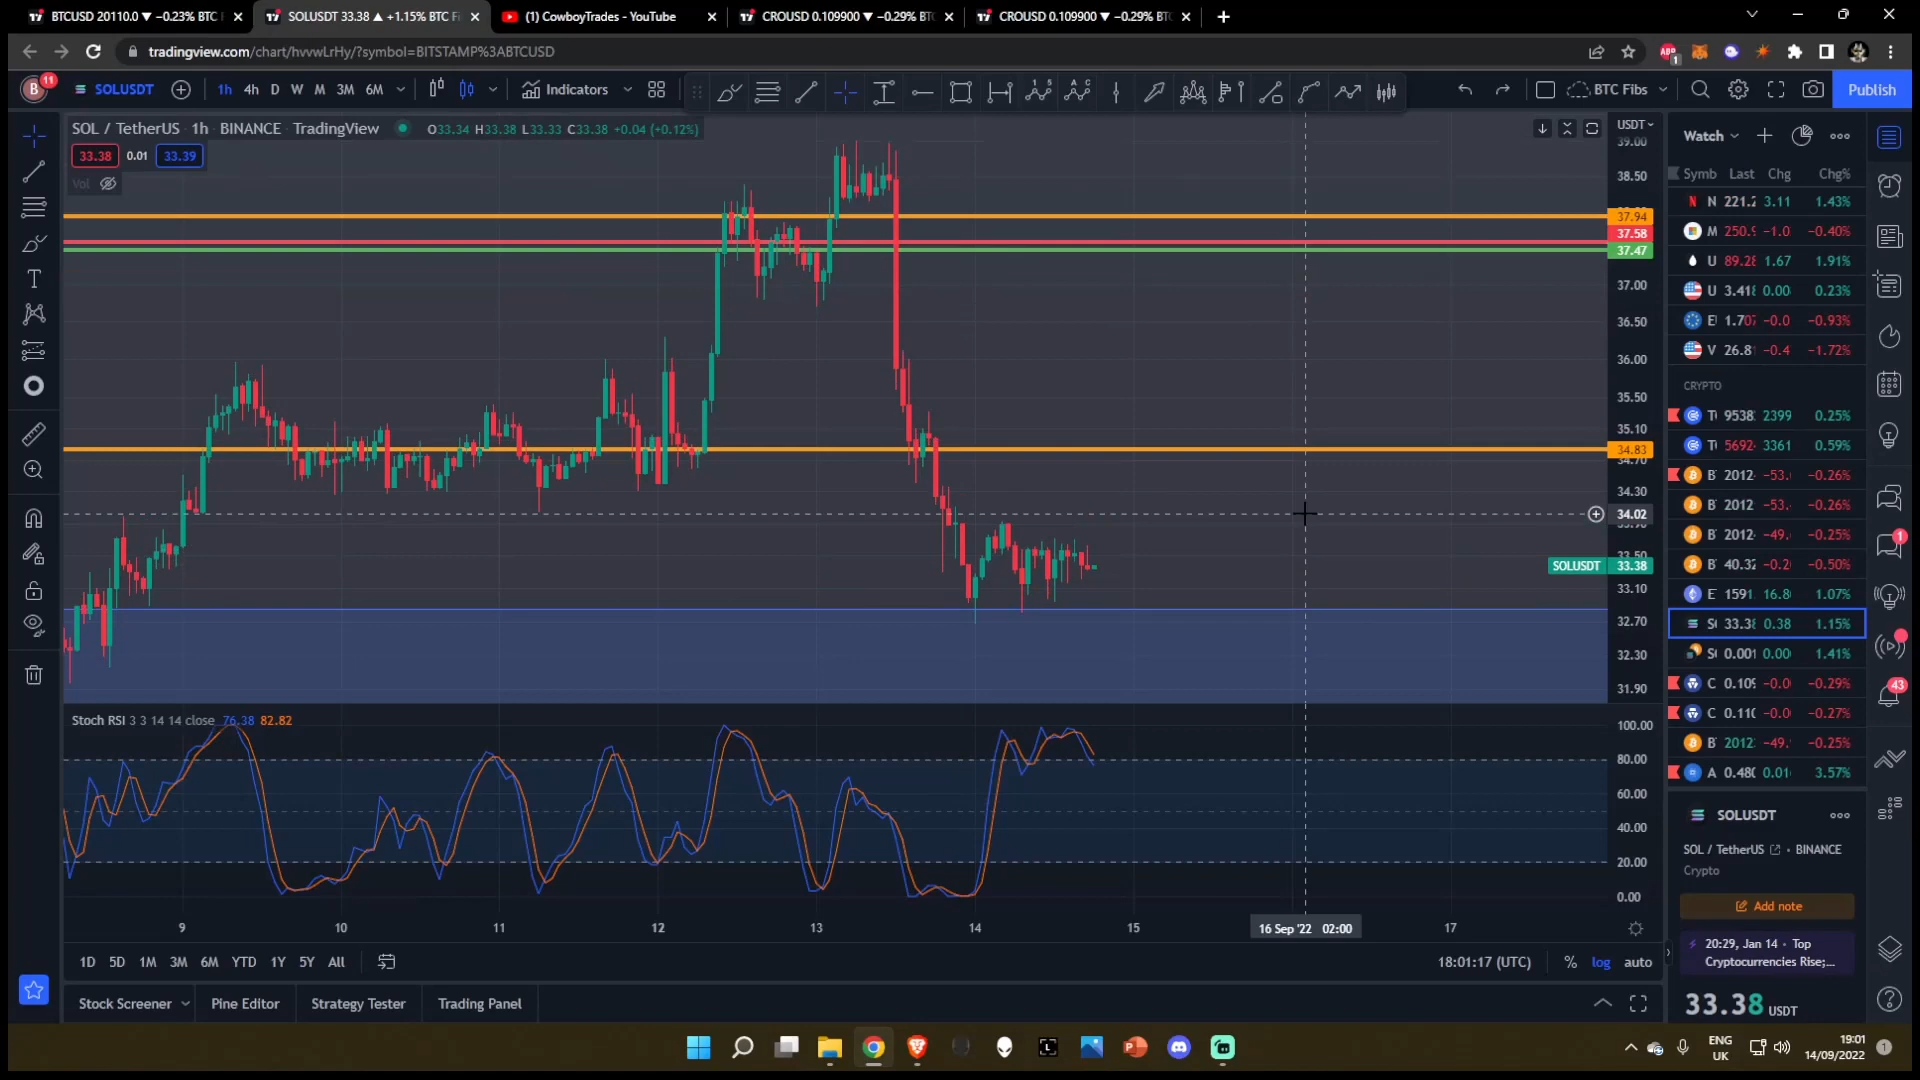 BTCUSD 20110.0 ▼ −0.23% BTC
SOLUSDT 33.38 ▲ +1.15% BTC Fi
(1) CowboyTrades - YouTube
CROUSD 0.109900 ▼ −0.29% BTC
CROUSD 0.109900 ▼ −0.29% BTC
tradingview.com/chart/hvvwLrHy/?symbol=BITSTAMP%3ABTCUSD
B 11 SOLUSDT 1h 4h D W M 3M 6M Indicators BTC Fibs Publish
SOL / TetherUS 1h BINANCE TradingView O33.34 H33.38 L33.33 C33.38 +0.04 (+0.12%)
33.38 0.01 33.39
Vol
USDT
39.00
38.50
37.94
37.58
37.47
37.00
36.50
36.00
35.50
35.10
34.83
34.70
34.30
34.02
33.50
SOLUSDT 33.38
33.10
32.70
32.30
31.90
Stoch RSI 3 3 14 14 close 76.38 82.82
100.00
80.00
60.00
40.00
20.00
0.00
9 10 11 12 13 14 15 16 Sep '22 02:00 17
1D 5D 1M 3M 6M YTD 1Y 5Y All 18:01:17 (UTC) % log auto
Stock Screener Pine Editor Strategy Tester Trading Panel
Watch
Symb Last Chg Chg%
N 221.2 3.11 1.43%
M 250.9 −1.0 −0.40%
U 89.28 1.67 1.91%
U 3.418 0.00 0.23%
E 1.707 −0.0 −0.93%
V 26.81 −0.4 −1.72%
CRYPTO
T 9538 2399 0.25%
T 5692 3361 0.59%
B 2012 −53. −0.26%
B 2012 −53. −0.26%
B 2012 −49. −0.25%
B 40.32 −0.2 −0.50%
E 1591 16.8 1.07%
S 33.38 0.38 1.15%
S 0.001 0.00 1.41%
C 0.109 −0.0 −0.29%
C 0.110 −0.0 −0.27%
B 2012 −49. −0.25%
A 0.480 0.01 3.57%
SOLUSDT
SOL / TetherUS • BINANCE
Crypto
Add note
20:29, Jan 14 • Top
Cryptocurrencies Rise;...
33.38 USDT
1
43
ENG
UK
19:01
14/09/2022
1